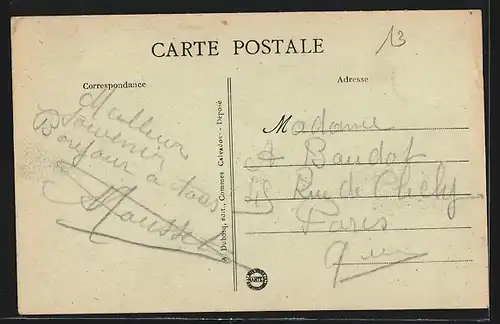 CARTE POSTALE
13
Correspondance
Adresse
Meilleur
Souvenir
Bonjour a tous
A Dubosq, édit., Commes Calvados - Déposé
Madame
A Baudot
Rue de Clichy
Paris